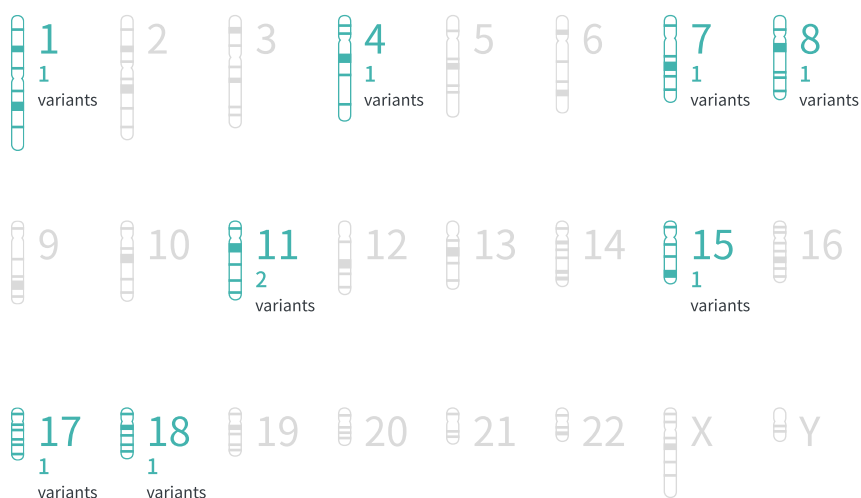 1 2 3 4 5 6 7 8
1 1 1 1
variants variants variants variants
9 10 11 12 13 14 15 16
2 1
variants variants
17 18 19 20 21 22 X Y
1 1
variants variants